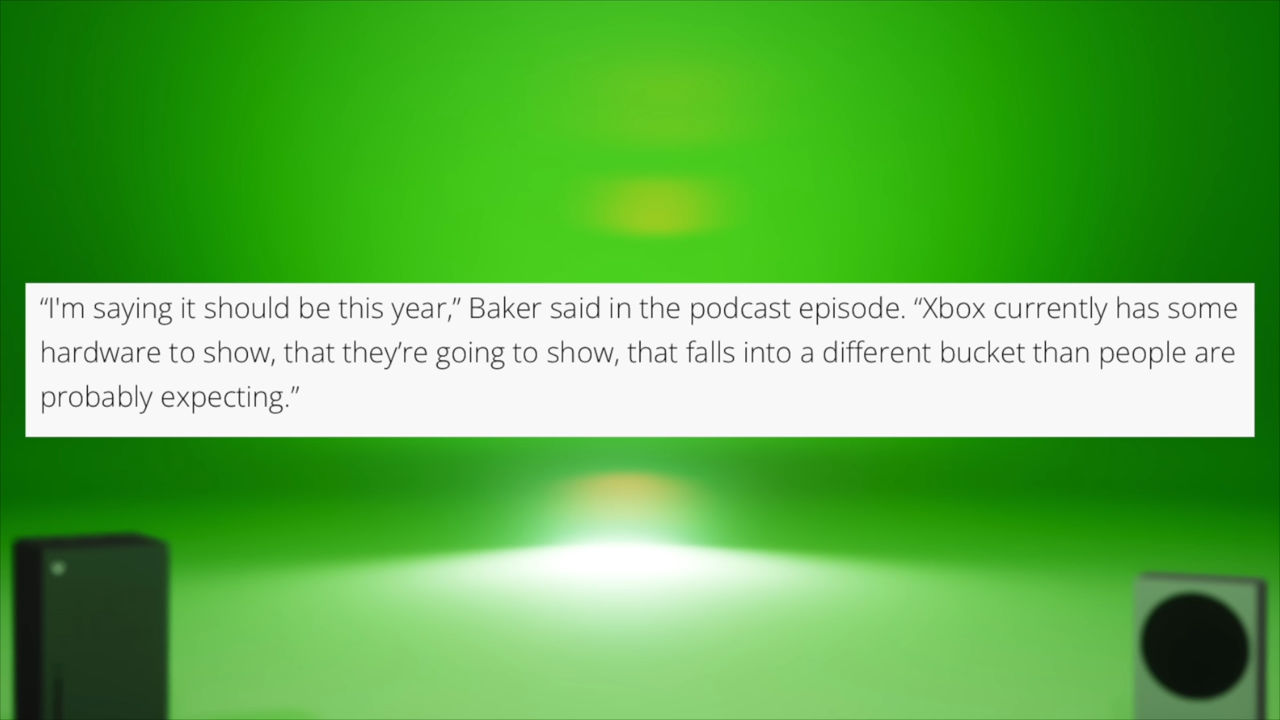 “I'm saying it should be this year,” Baker said in the podcast episode. “Xbox currently has some
hardware to show, that they’re going to show, that falls into a different bucket than people are
probably expecting.”